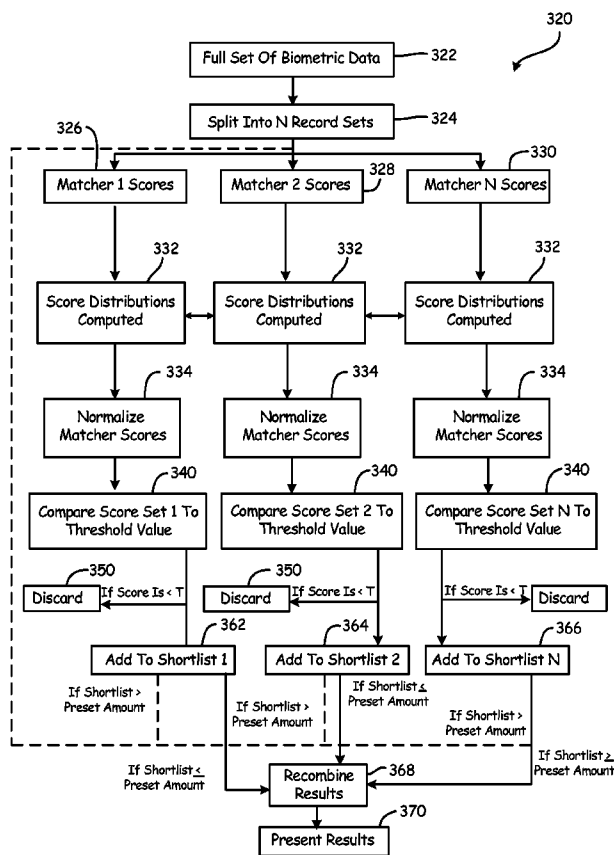 320
Full Set Of Biometric Data
322
Split Into N Record Sets
324
326
328
330
Matcher 1 Scores
Matcher 2 Scores
Matcher N Scores
332
332
332
Score Distributions
Computed
Score Distributions
Computed
Score Distributions
Computed
334
334
334
Normalize
Matcher Scores
Normalize
Matcher Scores
Normalize
Matcher Scores
340
340
340
Compare Score Set 1 To
Threshold Value
Compare Score Set 2 To
Threshold Value
Compare Score Set N To
Threshold Value
350
350
Discard
If Score Is < T
Discard
If Score Is < T
If Score Is < T
Discard
362
364
366
Add To Shortlist 1
Add To Shortlist 2
Add To Shortlist N
If Shortlist >
Preset Amount
If Shortlist >
Preset Amount
If Shortlist ≤
Preset Amount
If Shortlist >
Preset Amount
If Shortlist ≤
Preset Amount
If Shortlist ≥
Preset Amount
Recombine
Results
368
370
Present Results